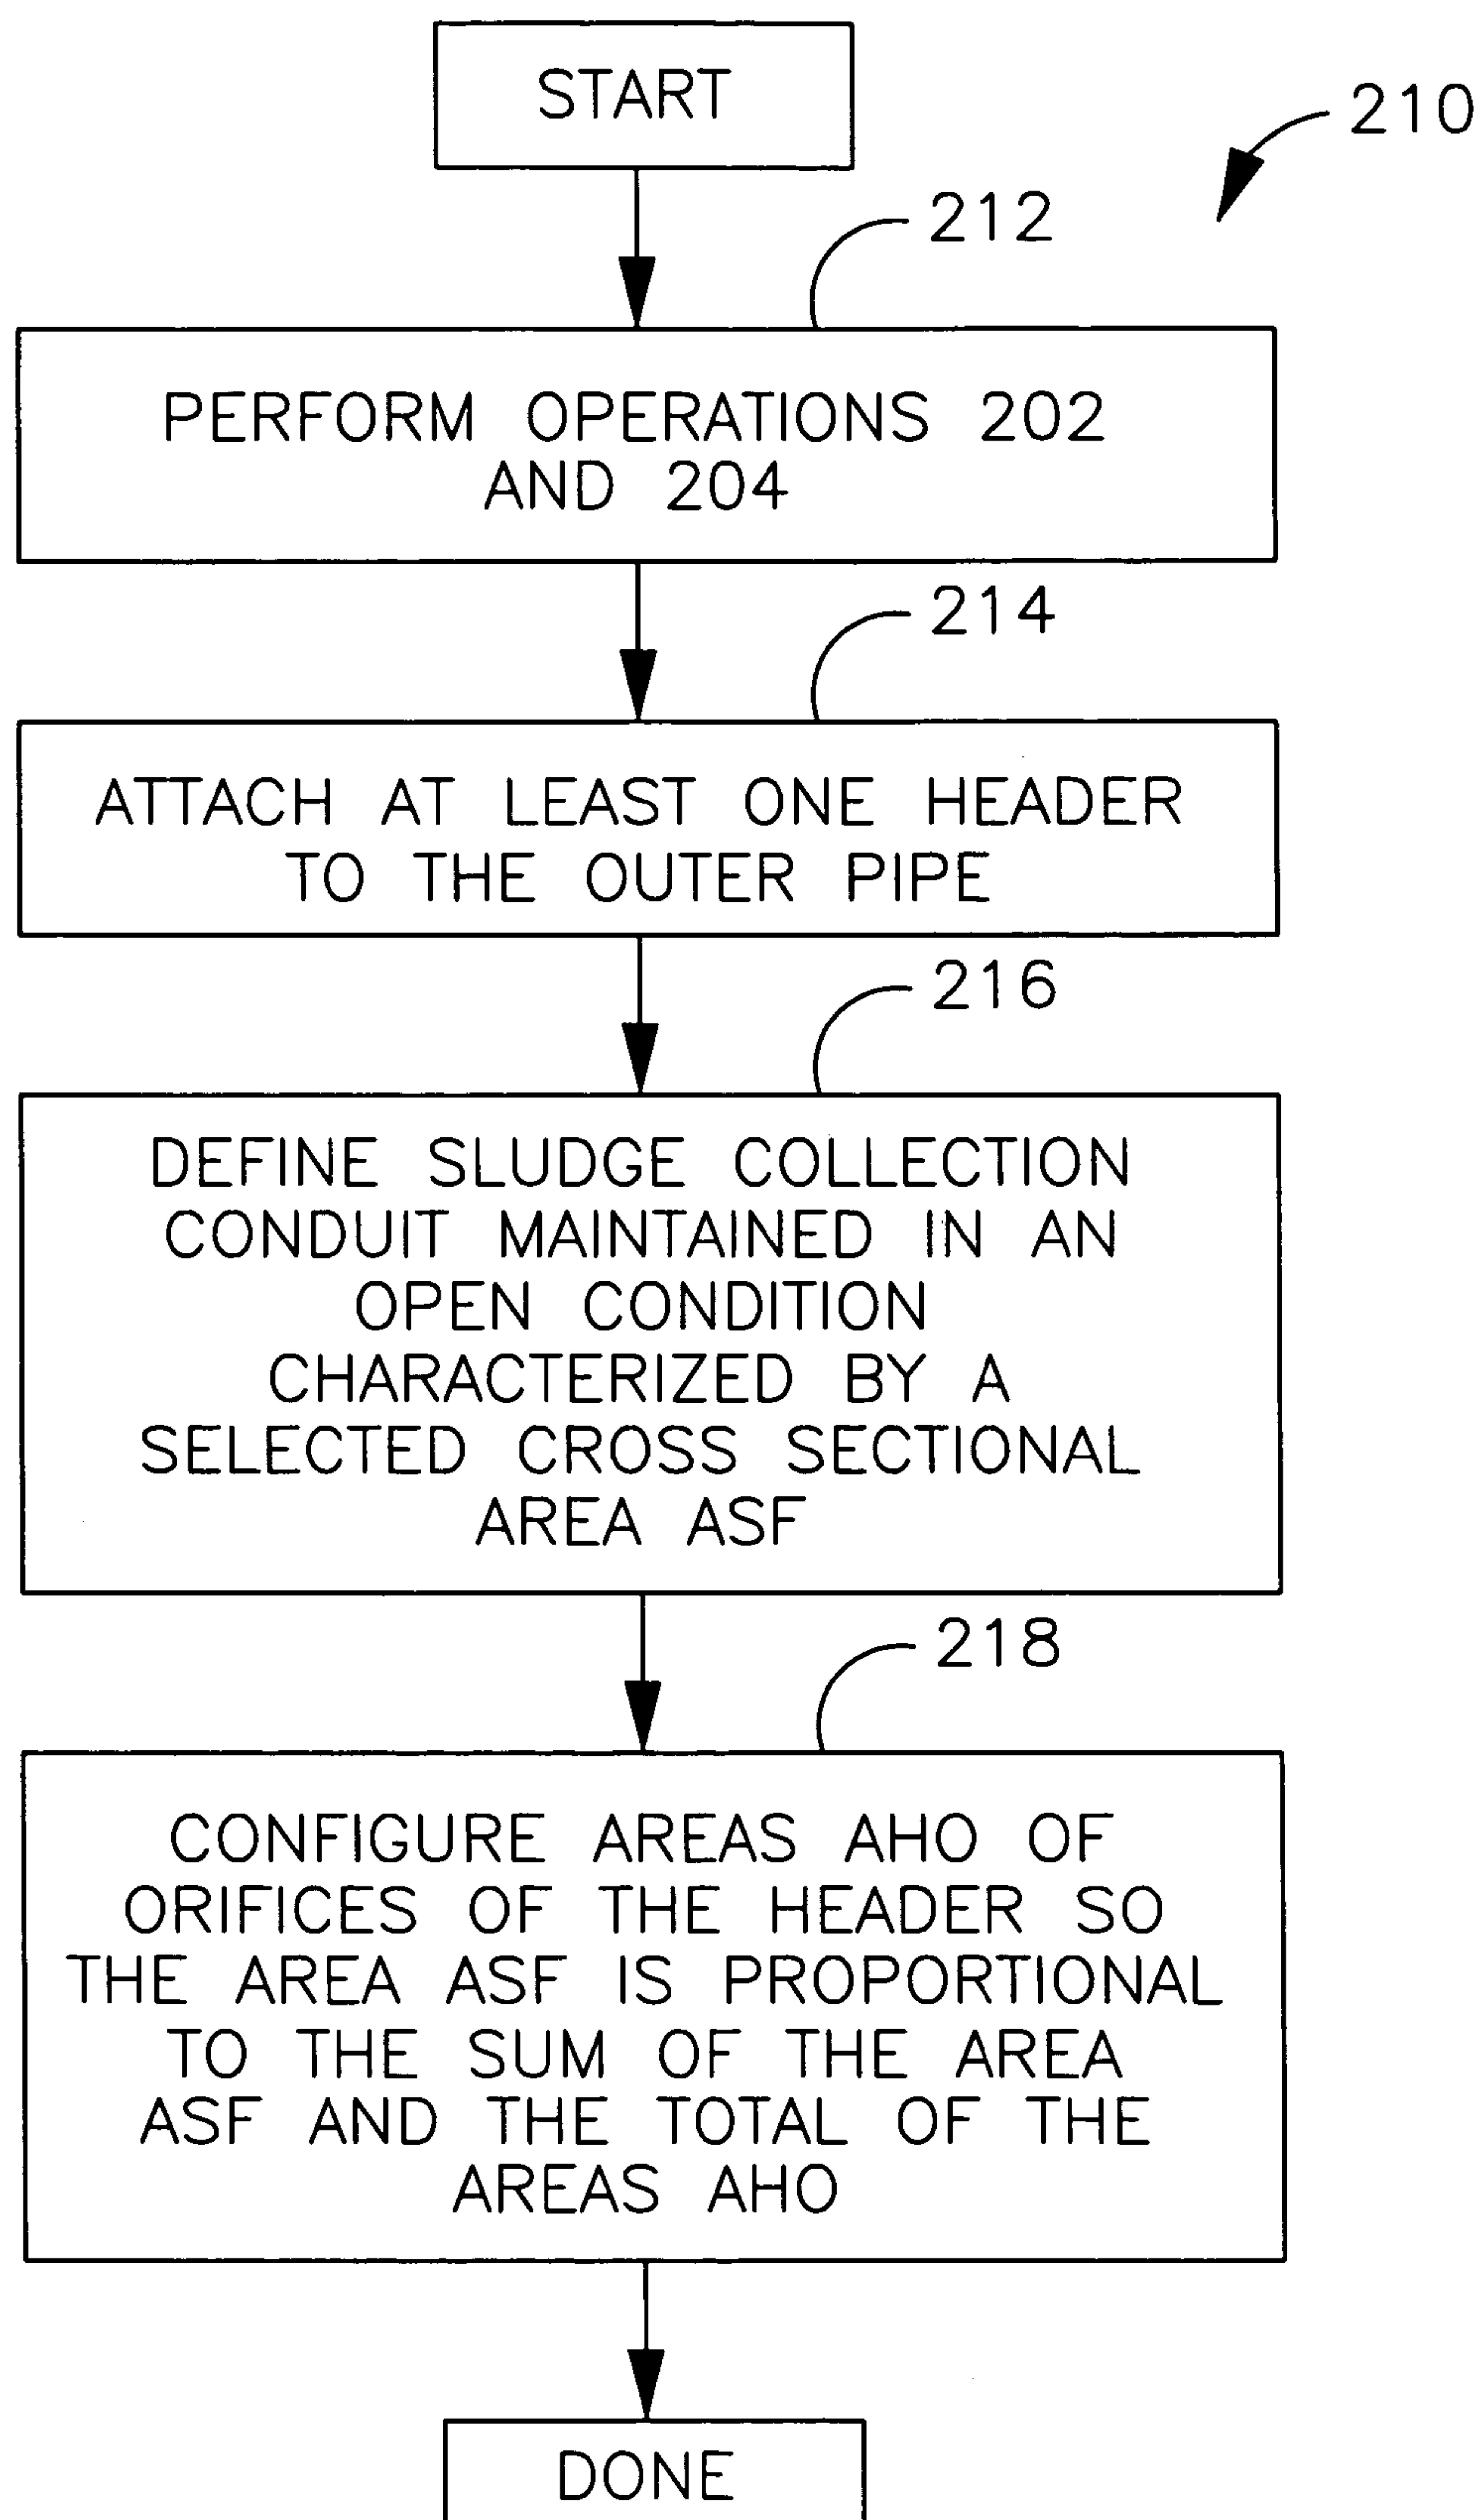 START
210
212
PERFORM OPERATIONS 202
AND 204
214
ATTACH AT LEAST ONE HEADER
TO THE OUTER PIPE
216
DEFINE SLUDGE COLLECTION
CONDUIT MAINTAINED IN AN
OPEN CONDITION
CHARACTERIZED BY A
SELECTED CROSS SECTIONAL
AREA ASF
218
CONFIGURE AREAS AHO OF
ORIFICES OF THE HEADER SO
THE AREA ASF IS PROPORTIONAL
TO THE SUM OF THE AREA
ASF AND THE TOTAL OF THE
AREAS AHO
DONE